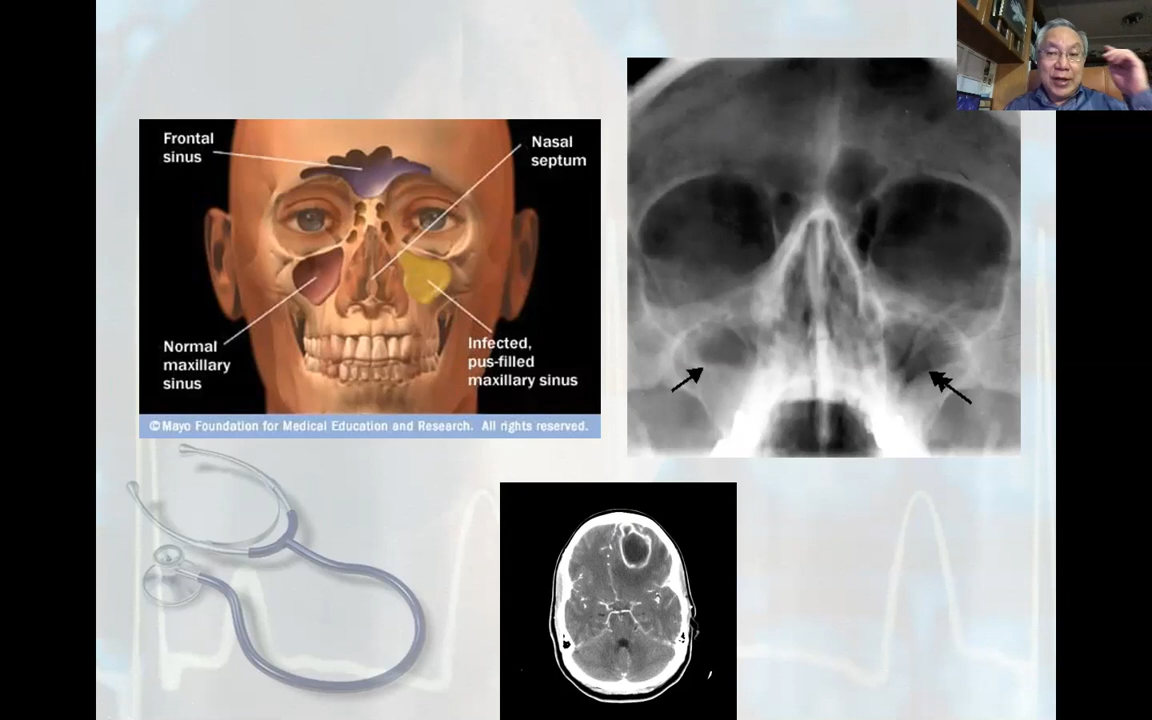 Frontal
sinus
Nasal
septum
Normal
maxillary
sinus
Infected,
pus-filled
maxillary sinus
©Mayo Foundation for Medical Education and Research. All rights reserved.